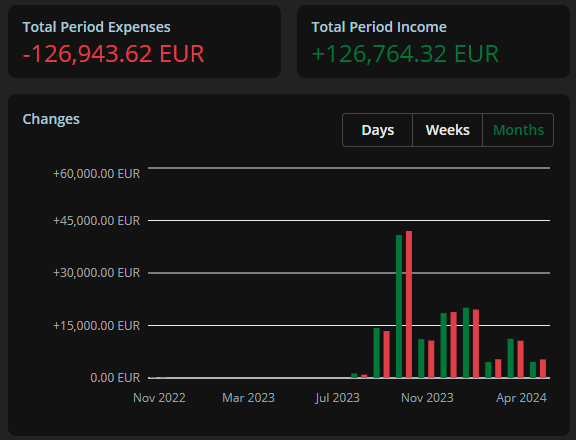 Total Period Expenses
-126,943.62 EUR
Total Period Income
+126,764.32 EUR
Changes
Days Weeks Months
+60,000.00 EUR
+45,000.00 EUR
+30,000.00 EUR
+15,000.00 EUR
0.00 EUR
Nov 2022 Mar 2023 Jul 2023 Nov 2023 Apr 2024